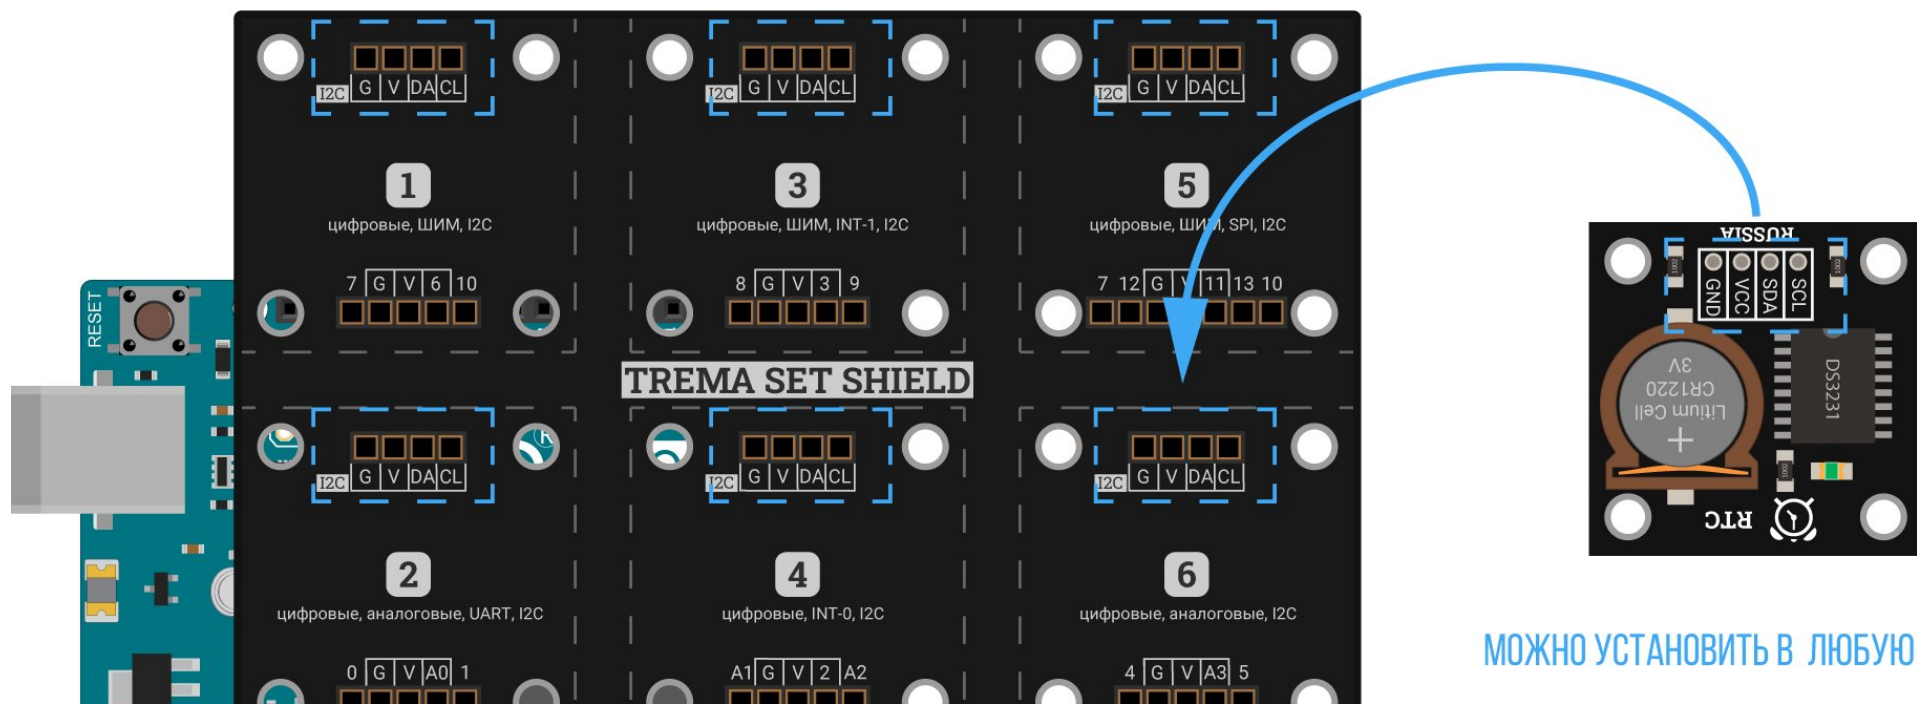 I2C G V DA CL
I2C G V DA CL
I2C G V DA CL
1
цифровые, ШИМ, I2C
3
цифровые, ШИМ, INT-1, I2C
5
цифровые, ШИМ, SPI, I2C
7 G V 6 10
8 G V 3 9
7 12 G V 11 13 10
RESET
TREMA SET SHIELD
I2C G V DA CL
I2C G V DA CL
I2C G V DA CL
2
цифровые, аналоговые, UART, I2C
4
цифровые, INT-0, I2C
6
цифровые, аналоговые, I2C
0 G V A0 1
A1 G V 2 A2
4 G V A3 5
RUSSIA
1002
1002
GND
VCC
SDA
SCL
DS3231
Litium Cell
CR1220
3V
+
1002
RTC
МОЖНО УСТАНОВИТЬ В ЛЮБУЮ